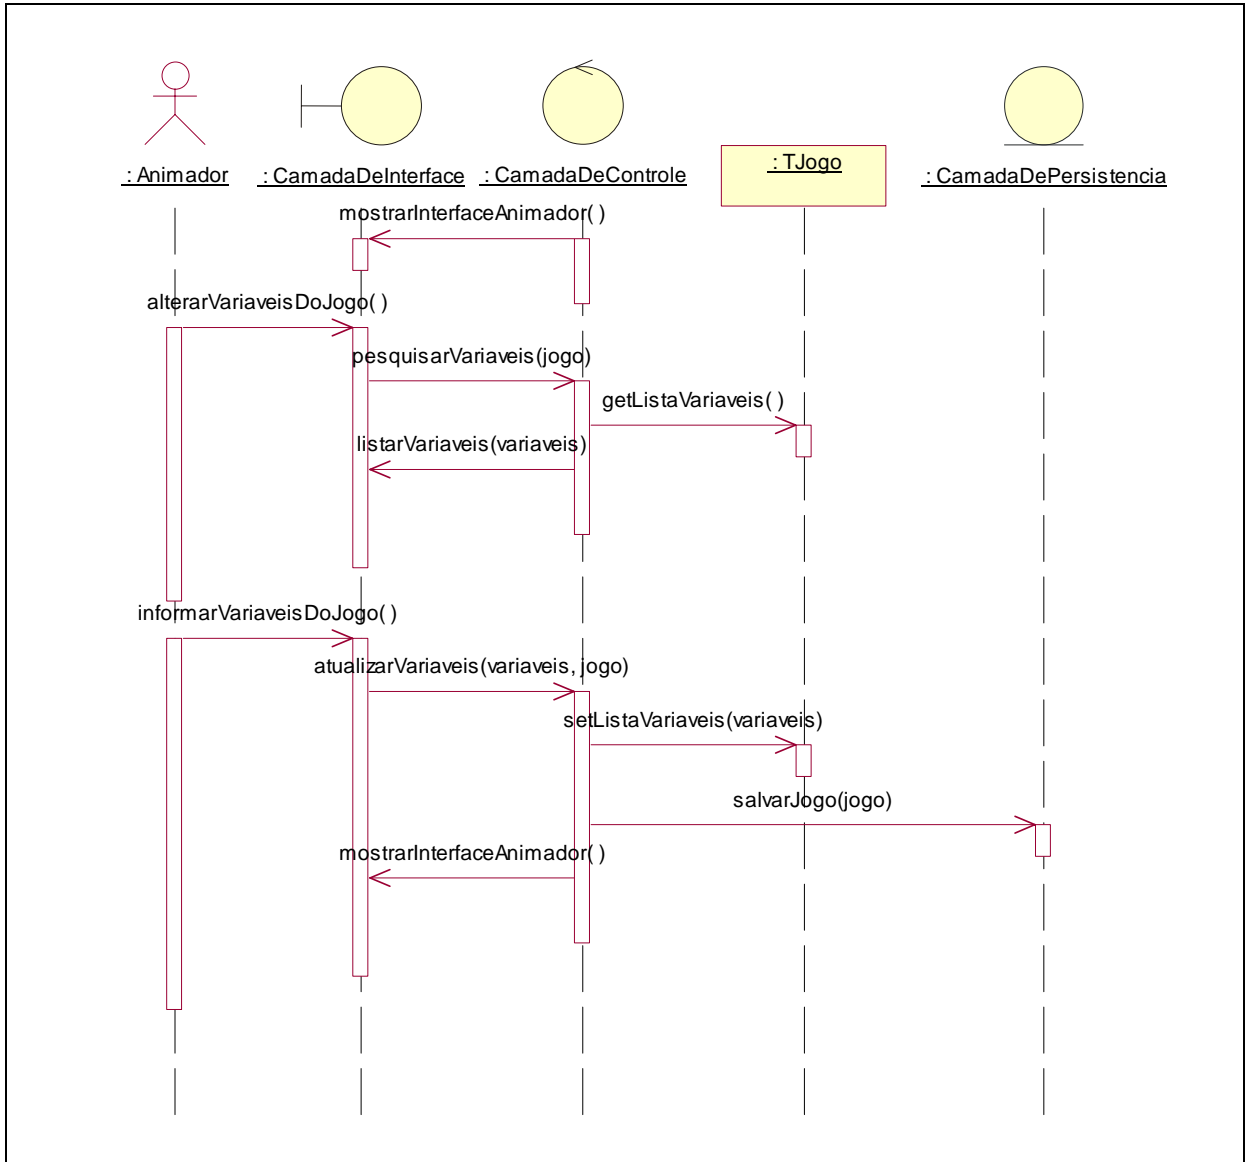 : Animador
: CamadaDeInterface
: CamadaDeControle
: TJogo
: CamadaDePersistencia
mostrarInterfaceAnimador( )
alterarVariaveisDoJogo( )
pesquisarVariaveis(jogo)
getListaVariaveis( )
listarVariaveis(variaveis)
informarVariaveisDoJogo( )
atualizarVariaveis(variaveis, jogo)
setListaVariaveis(variaveis)
salvarJogo(jogo)
mostrarInterfaceAnimador( )